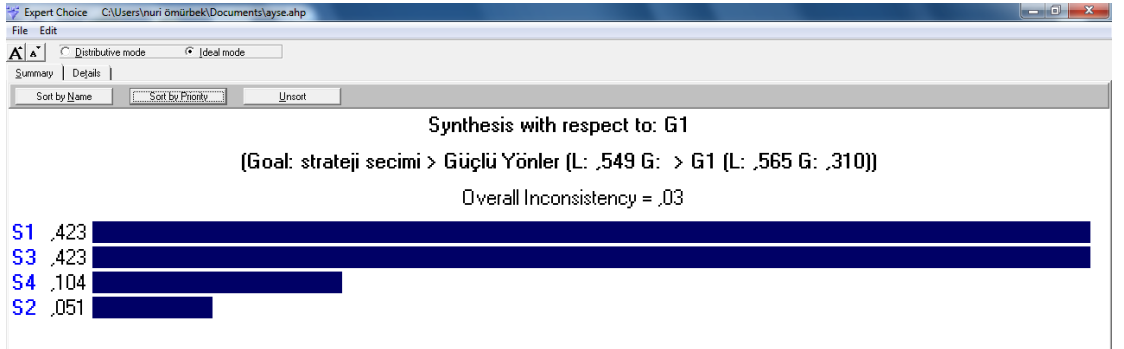 Expert Choice C:\Users\nuri ömürbek\Documents\ayse.ahp
File Edit
A A Distributive mode Ideal mode
Summary Details
Sort by Name Sort by Priority Unsort
Synthesis with respect to: G1
(Goal: strateji secimi > Güçlü Yönler (L: ,549 G: > G1 (L: ,565 G: ,310))
Overall Inconsistency = ,03
S1 ,423
S3 ,423
S4 ,104
S2 ,051